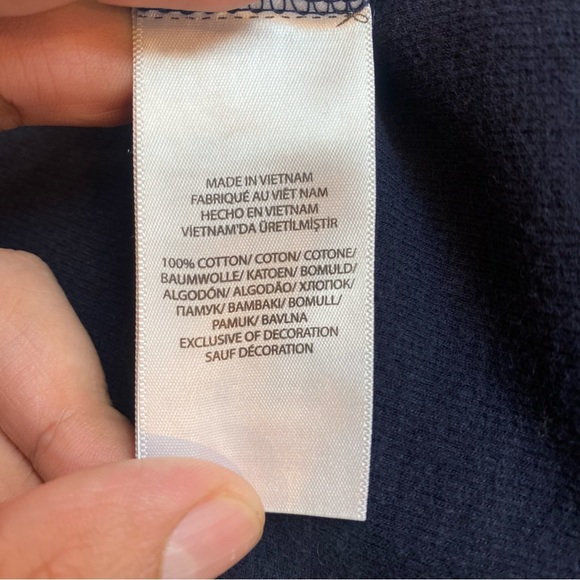 MADE IN VIETNAM
FABRIQUÉ AU VIÊT NAM
HECHO EN VIETNAM
VİETNAM'DA ÜRETİLMİŞTİR
100% COTTON/ COTON/ COTONE/
BAUMWOLLE/ KATOEN/ BOMULD/
ALGODÓN/ ALGODÃO/ ХЛОПОК/
ПАМУК/ BAMBAKI/ BOMULL/
PAMUK/ BAVLNA
EXCLUSIVE OF DECORATION
SAUF DÉCORATION